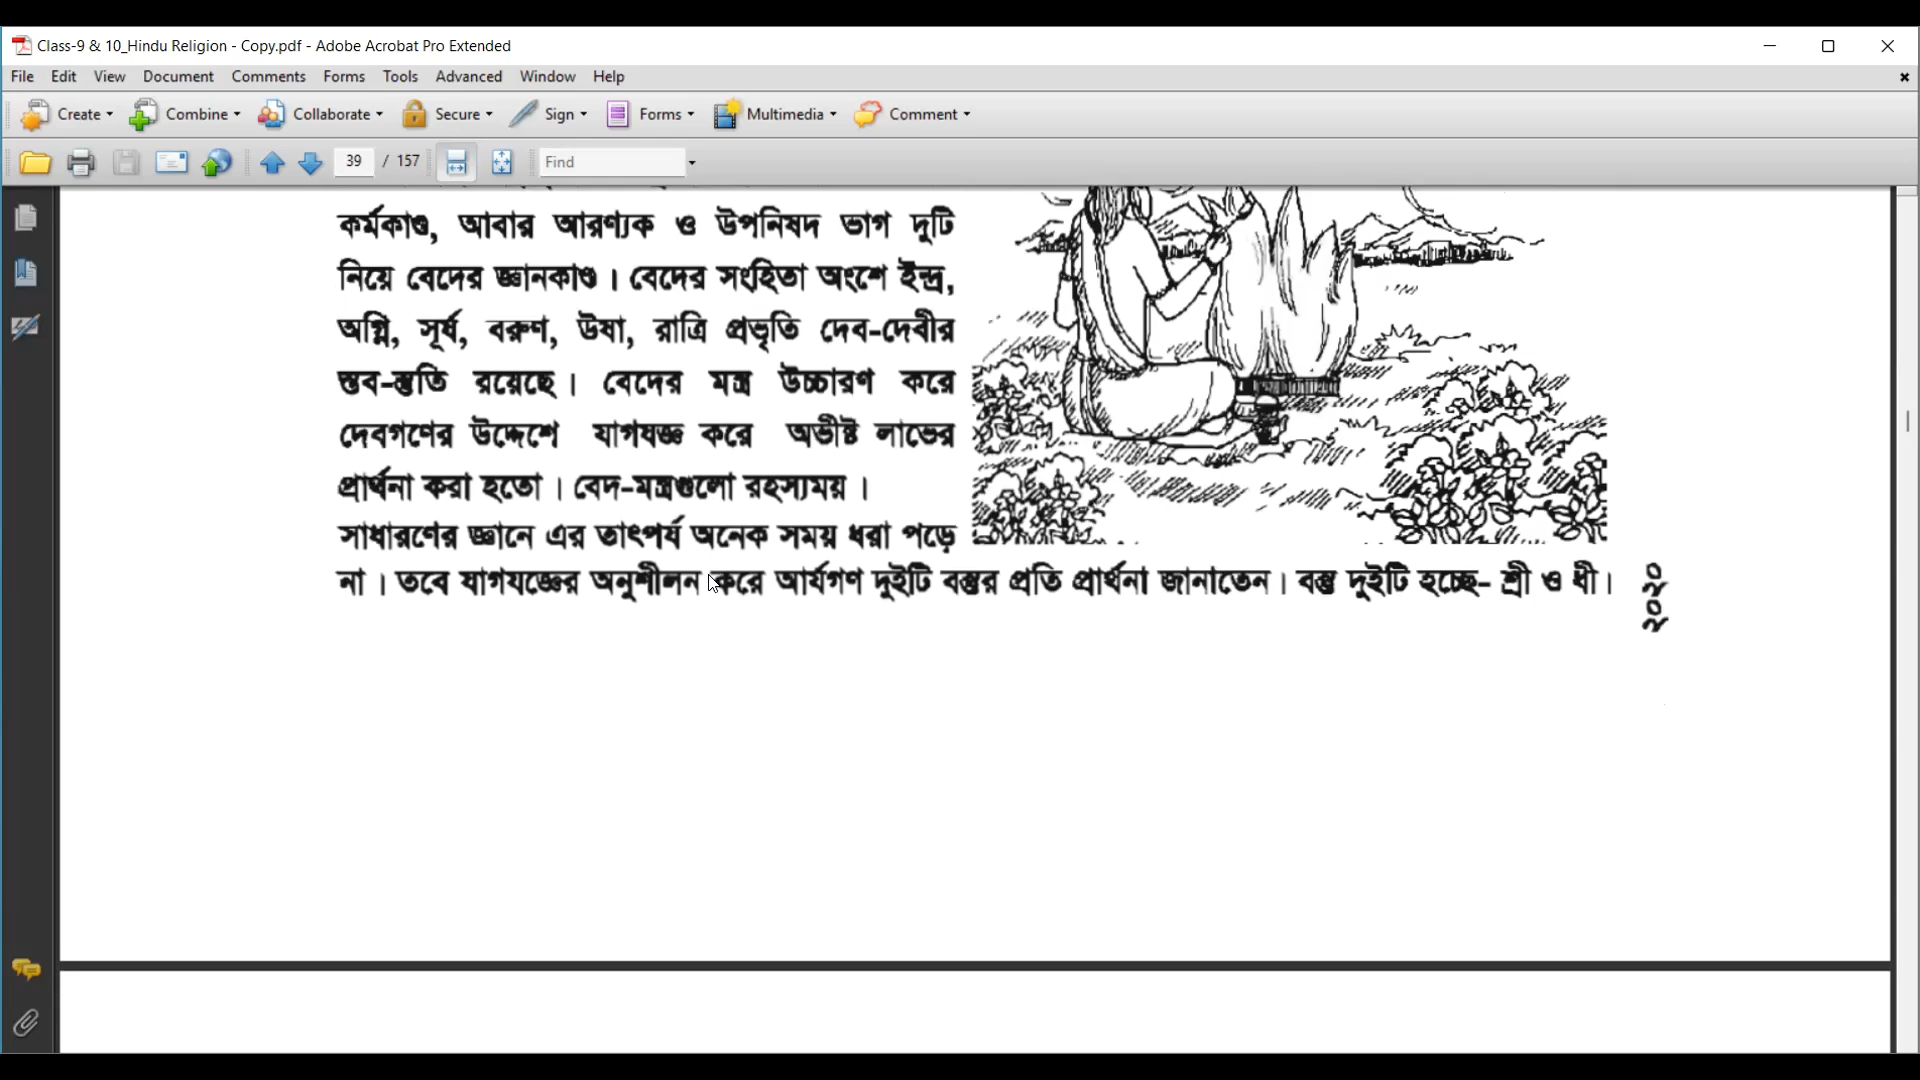 Class-9 & 10_Hindu Religion - Copy.pdf - Adobe Acrobat Pro Extended
File Edit View Document Comments Forms Tools Advanced Window Help
Create Combine Collaborate Secure Sign Forms Multimedia Comment
39 / 157 Find
কর্মকাণ্ড, আবার আরণ্যক ও উপনিষদ ভাগ দুটি
নিয়ে বেদের জ্ঞানকাণ্ড। বেদের সংহিতা অংশে ইন্দ্র,
অগ্নি, সূর্য, বরুণ, ঊষা, রাত্রি প্রভৃতি দেব-দেবীর
স্তব-স্তুতি রয়েছে। বেদের মন্ত্র উচ্চারণ করে
দেবগণের উদ্দেশে যাগযজ্ঞ করে অভীষ্ট লাভের
প্রার্থনা করা হতো। বেদ-মন্ত্রগুলো রহস্যময়।
সাধারণের জ্ঞানে এর তাৎপর্য অনেক সময় ধরা পড়ে
না। তবে যাগযজ্ঞের অনুশীলন করে আর্যগণ দুইটি বস্তুর প্রতি প্রার্থনা জানাতেন। বস্তু দুইটি হচ্ছে- শ্রী ও ধী।
২০২০